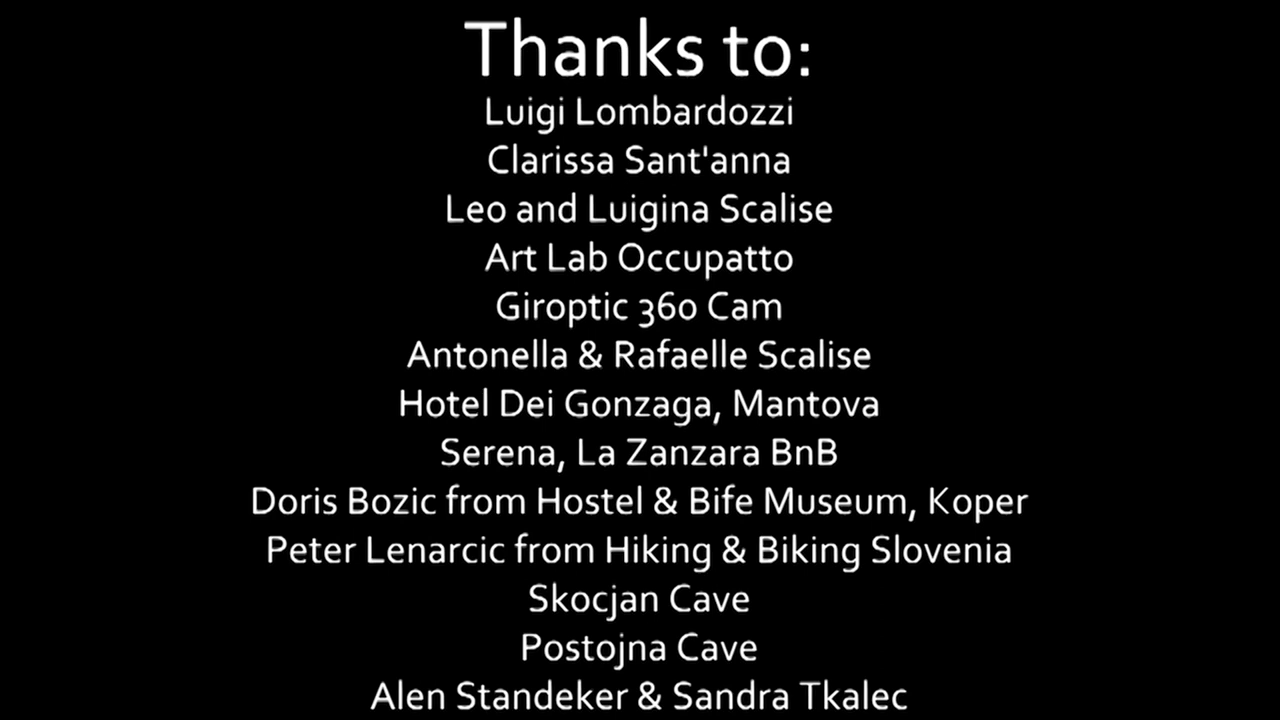 Thanks to:
Luigi Lombardozzi
Clarissa Sant'anna
Leo and Luigina Scalise
Art Lab Occupatto
Giroptic 360 Cam
Antonella & Rafaelle Scalise
Hotel Dei Gonzaga, Mantova
Serena, La Zanzara BnB
Doris Bozic from Hostel & Bife Museum, Koper
Peter Lenarcic from Hiking & Biking Slovenia
Skocjan Cave
Postojna Cave
Alen Standeker & Sandra Tkalec